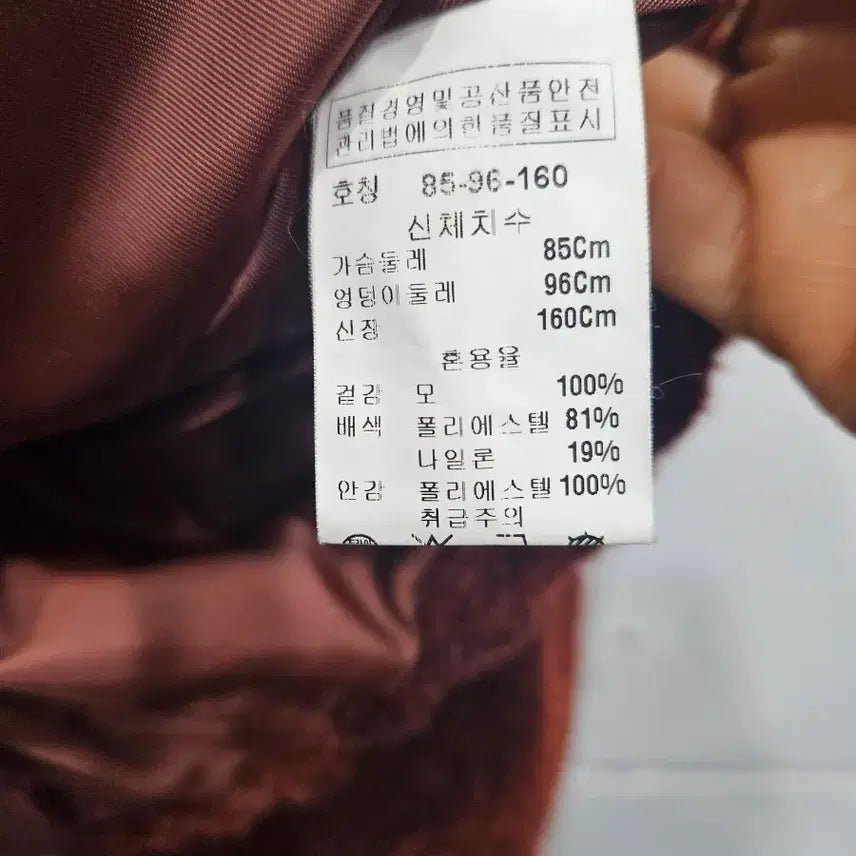 품질경영및공산품안전
관리법에의한품질표시
호칭 85-96-160
신체치수
가슴둘레 85Cm
엉덩이둘레 96Cm
신장 160Cm
혼용율
겉감 모 100%
배색 폴리에스텔 81%
나일론 19%
안감 폴리에스텔 100%
취급주의